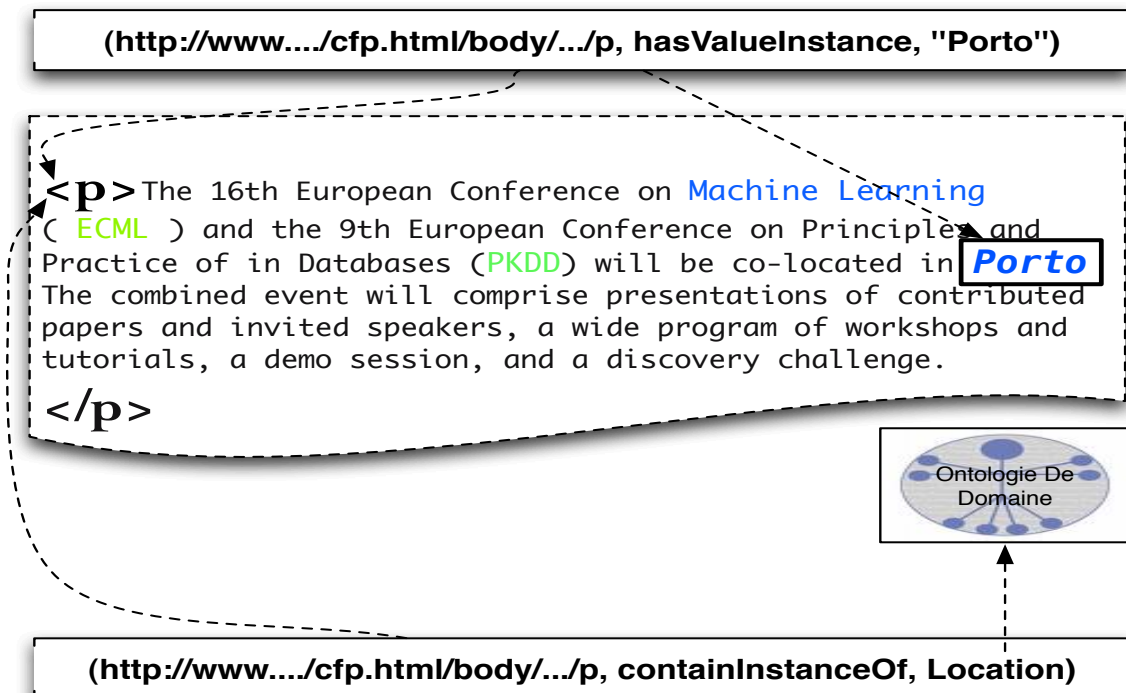 (http://www..../cfp.html/body/.../p, hasValueInstance, "Porto")
<p>The 16th European Conference on Machine Learning
( ECML ) and the 9th European Conference on Principles and
Practice of in Databases (PKDD) will be co-located in Porto
The combined event will comprise presentations of contributed
papers and invited speakers, a wide program of workshops and
tutorials, a demo session, and a discovery challenge.
</p>
Ontologie De
Domaine
(http://www..../cfp.html/body/.../p, containInstanceOf, Location)